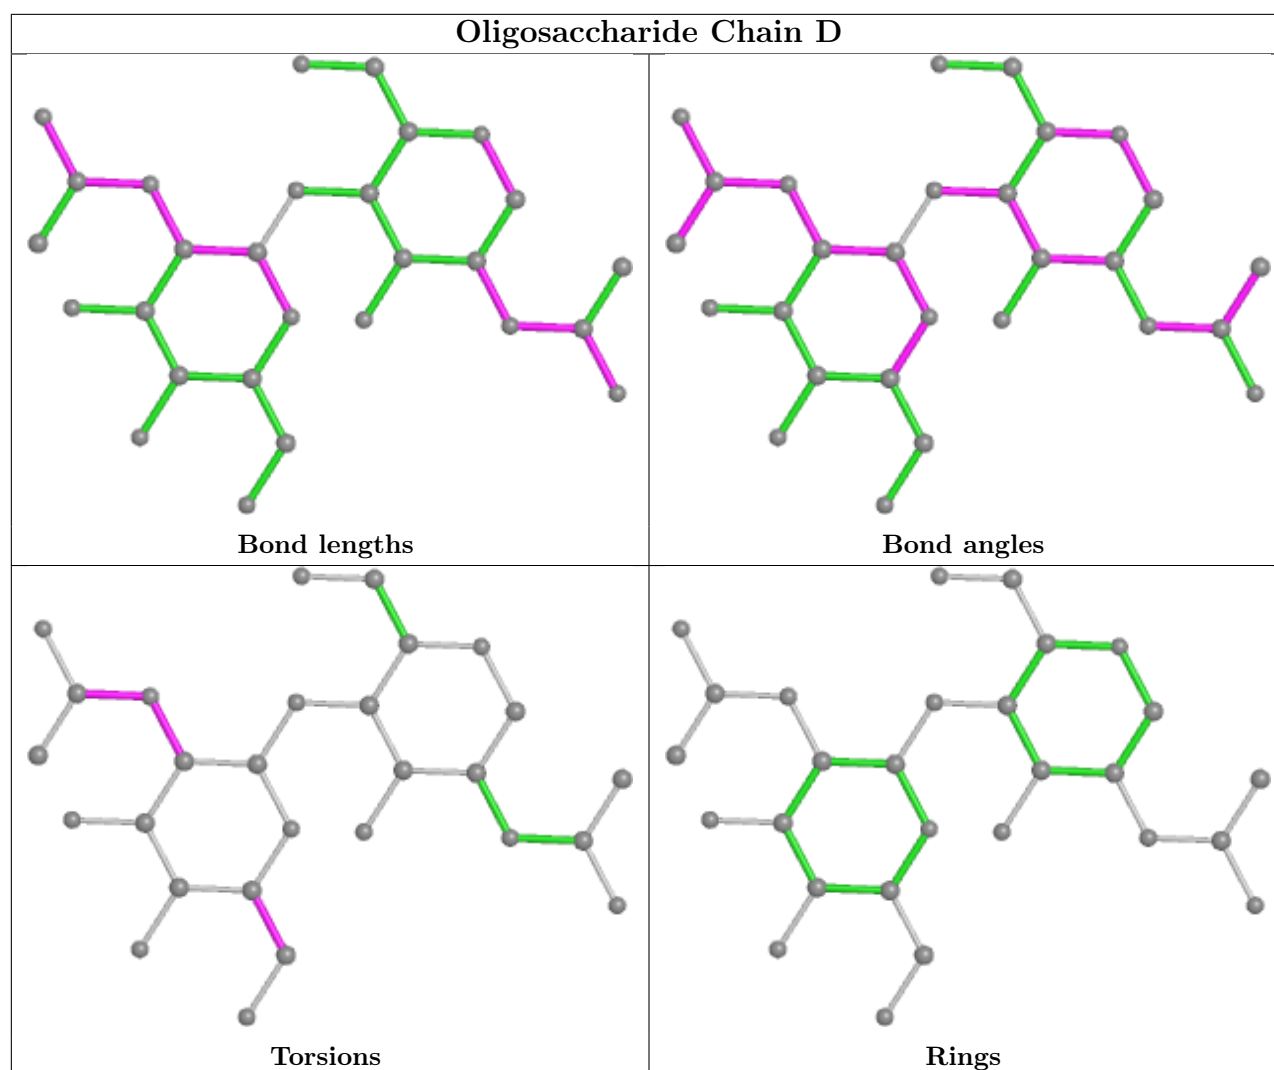 Oligosaccharide Chain D
Bond lengths
Bond angles
Torsions
Rings